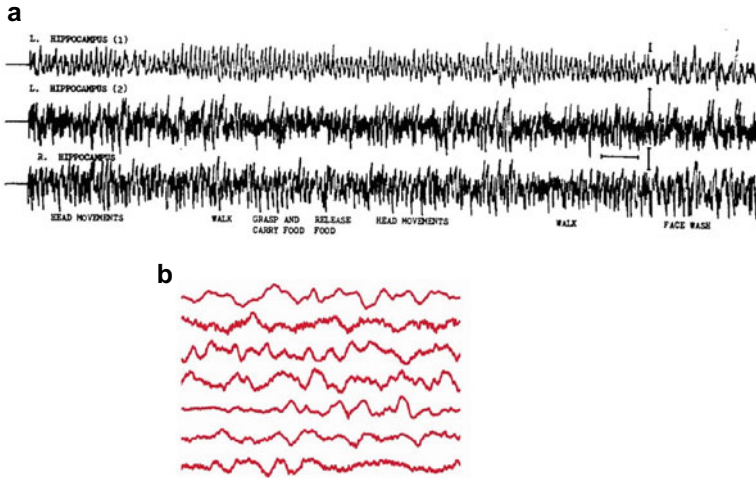 a
L. HIPPOCAMPUS (1)
L. HIPPOCAMPUS (2)
R. HIPPOCAMPUS
HEAD MOVEMENTS WALK GRASP AND RELEASE HEAD MOVEMENTS WALK FACE WASH
CARRY FOOD FOOD
b